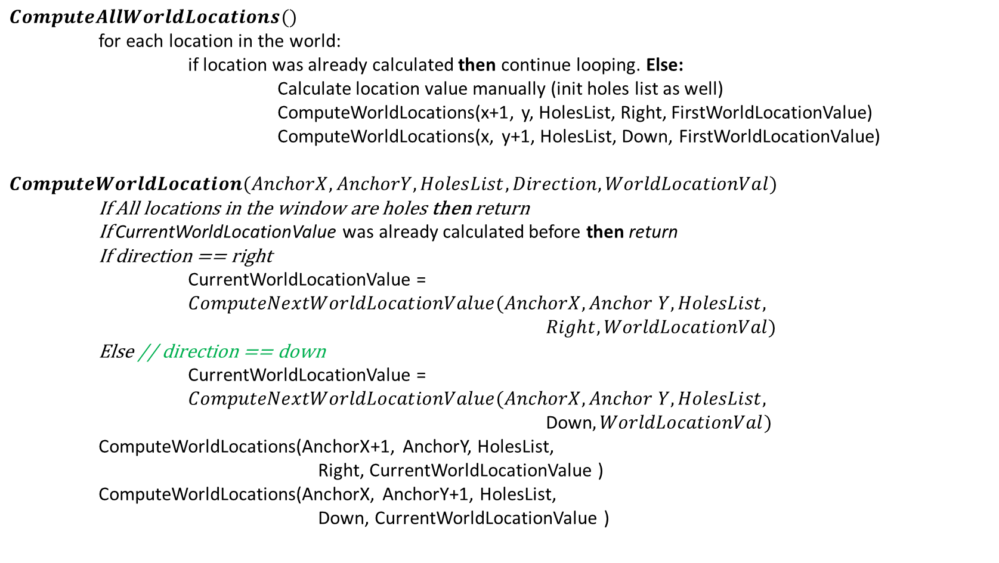 ComputeAllWorldLocations()
for each location in the world:
if location was already calculated then continue looping. Else:
Calculate location value manually (init holes list as well)
ComputeWorldLocations(x+1, y, HolesList, Right, FirstWorldLocationValue)
ComputeWorldLocations(x, y+1, HolesList, Down, FirstWorldLocationValue)
ComputeWorldLocation(AnchorX, AnchorY, HolesList, Direction, WorldLocationVal)
If All locations in the window are holes then return
If CurrentWorldLocationValue was already calculated before then return
If direction == right
CurrentWorldLocationValue =
ComputeNextWorldLocationValue(AnchorX, Anchor Y, HolesList,
Right, WorldLocationVal)
Else // direction == down
CurrentWorldLocationValue =
ComputeNextWorldLocationValue(AnchorX, Anchor Y, HolesList,
Down, WorldLocationVal)
ComputeWorldLocations(AnchorX+1, AnchorY, HolesList,
Right, CurrentWorldLocationValue )
ComputeWorldLocations(AnchorX, AnchorY+1, HolesList,
Down, CurrentWorldLocationValue )